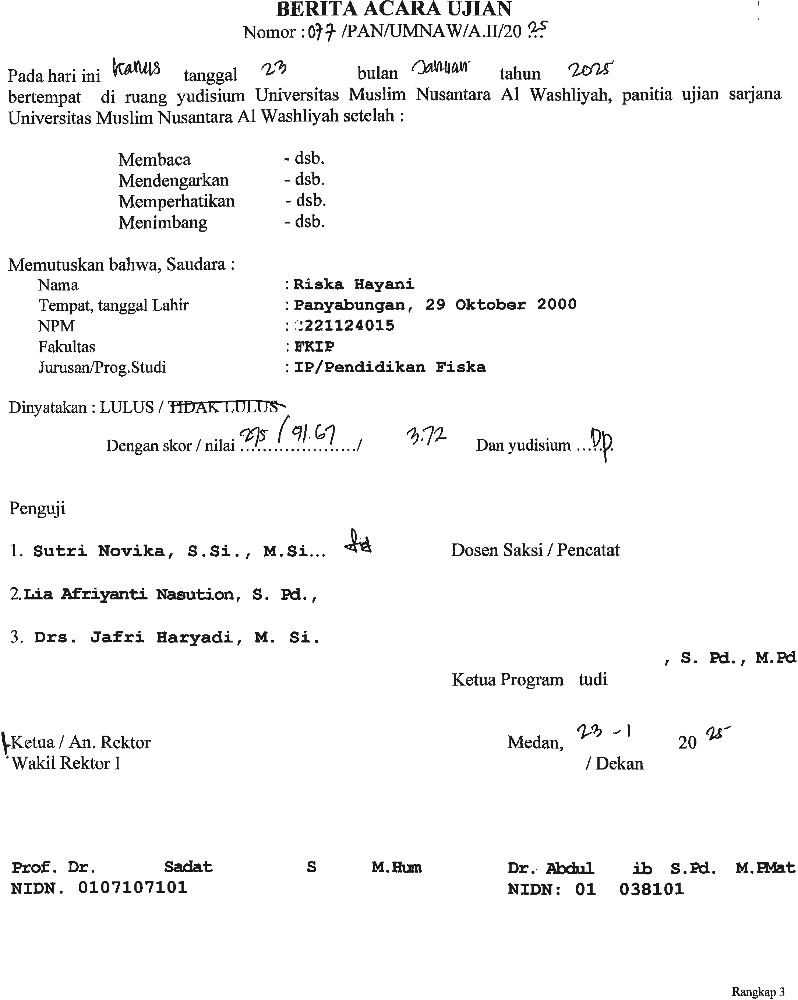 BERITA ACARA UJIAN
Nomor : 077 /PAN/UMNAW/A.II/20 25
Pada hari ini Kamis tanggal 23 bulan Januari tahun 2025
bertempat di ruang yudisium Universitas Muslim Nusantara Al Washliyah, panitia ujian sarjana
Universitas Muslim Nusantara Al Washliyah setelah :
Membaca - dsb.
Mendengarkan - dsb.
Memperhatikan - dsb.
Menimbang - dsb.
Memutuskan bahwa, Saudara :
Nama : Riska Hayani
Tempat, tanggal Lahir : Panyabungan, 29 Oktober 2000
NPM : 221124015
Fakultas : FKIP
Jurusan/Prog.Studi : IP/Pendidikan Fiska
Dinyatakan : LULUS / TIDAK LULUS
Dengan skor / nilai 275 / 91.67 / 3.72 Dan yudisium ...... Dp
Penguji
1. Sutri Novika, S.Si., M.Si... Dosen Saksi / Pencatat
2. Lia Afriyanti Nasution, S. Pd.,
3. Drs. Jafri Haryadi, M. Si.
, S. Pd., M.Pd
Ketua Program tudi
Ketua / An. Rektor Medan, 23 - 1 20 25
Wakil Rektor I / Dekan
Prof. Dr. Sadat S M.Hum Dr. Abdul ib S.Pd. M.PMat
NIDN. 0107107101 NIDN: 01 038101
Rangkap 3